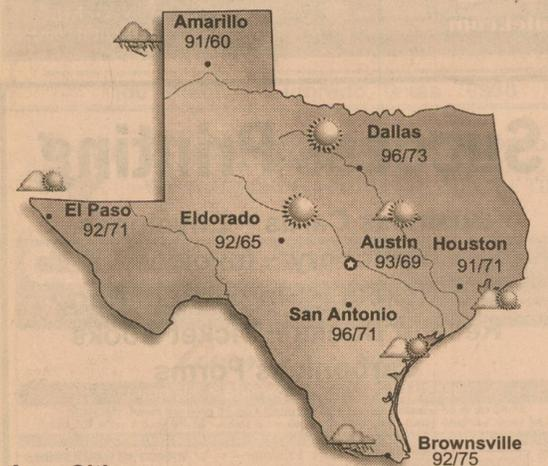 Amarillo
91/60
Dallas
96/73
El Paso
92/71
Eldorado
92/65
Austin
93/69
Houston
91/71
San Antonio
96/71
Brownsville
92/75